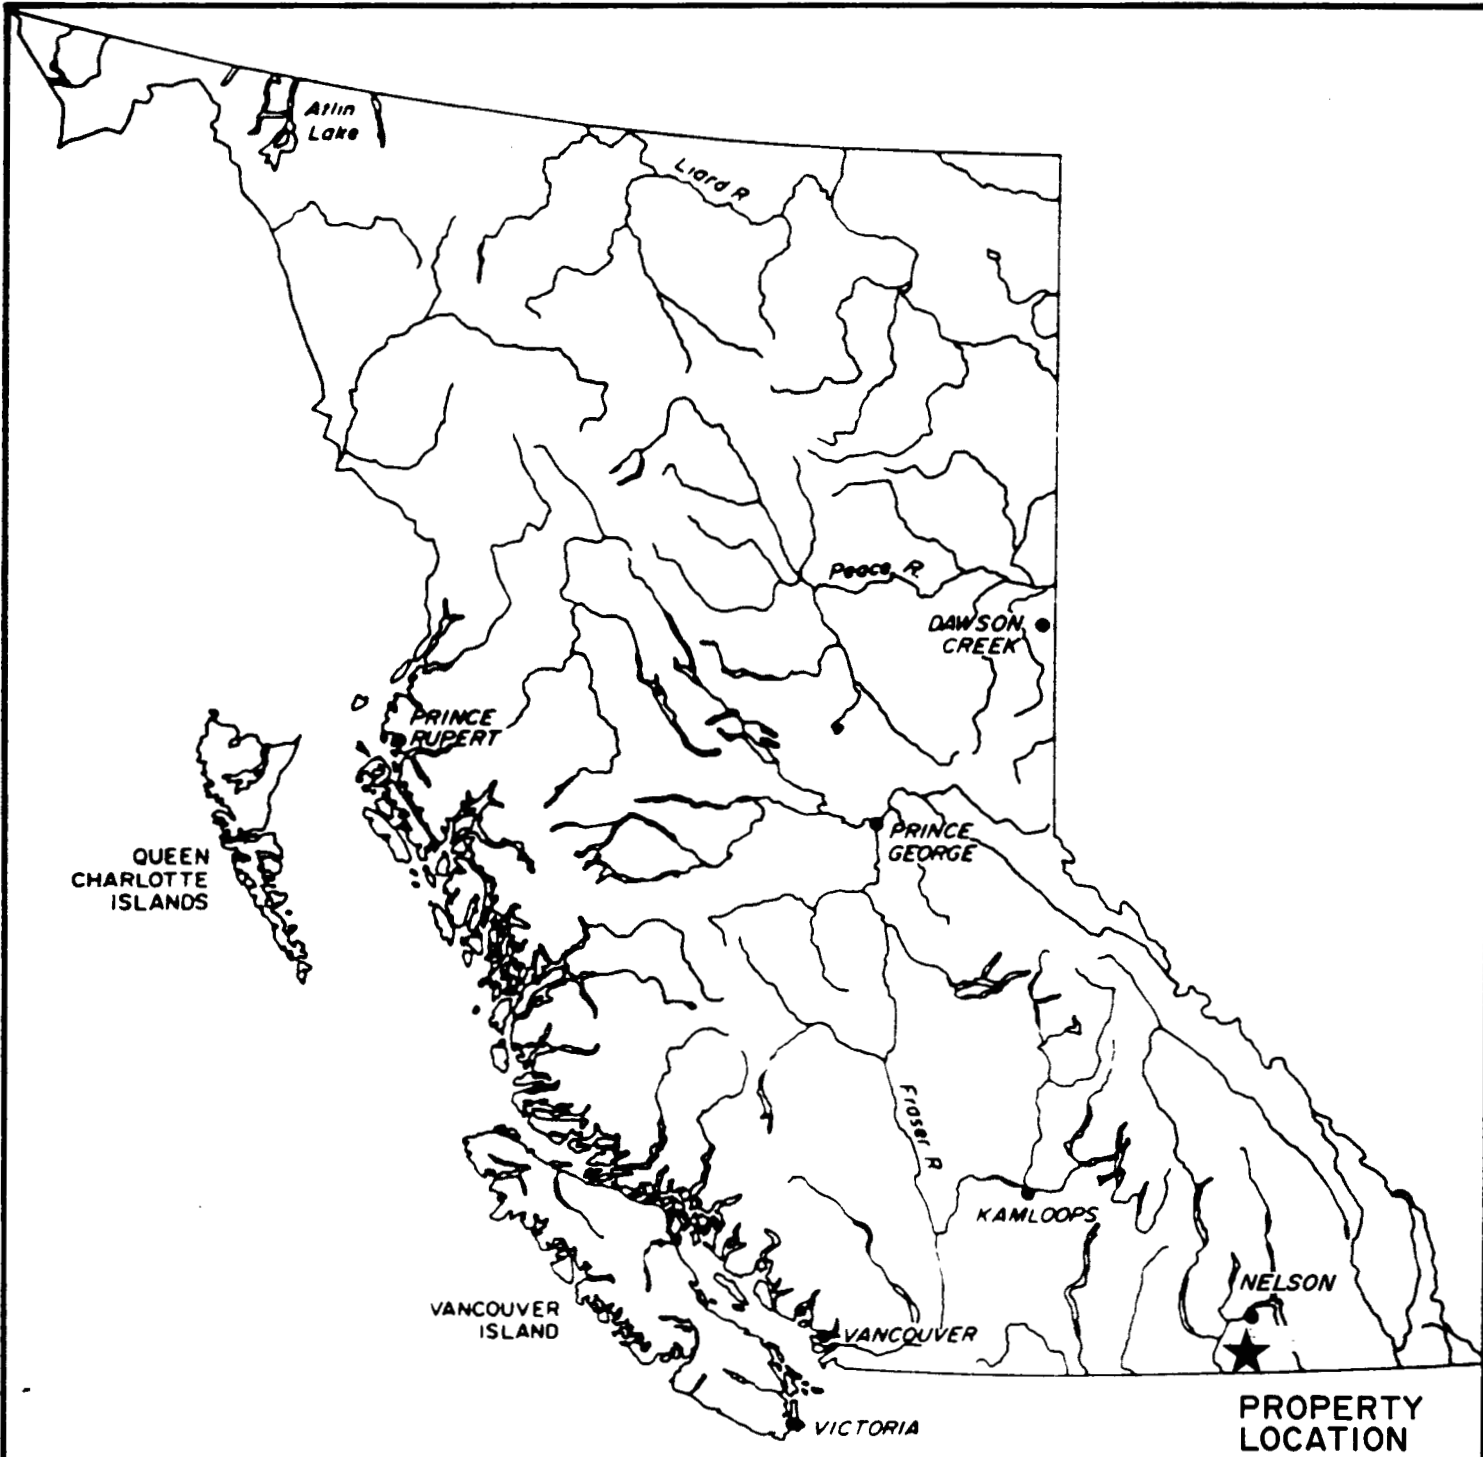 Atlin
Lake
Liard R
Peace R.
DAWSON
CREEK
PRINCE
RUPERT
PRINCE
GEORGE
QUEEN
CHARLOTTE
ISLANDS
Fraser R
KAMLOOPS
NELSON
VANCOUVER
ISLAND
VANCOUVER
VICTORIA
PROPERTY
LOCATION